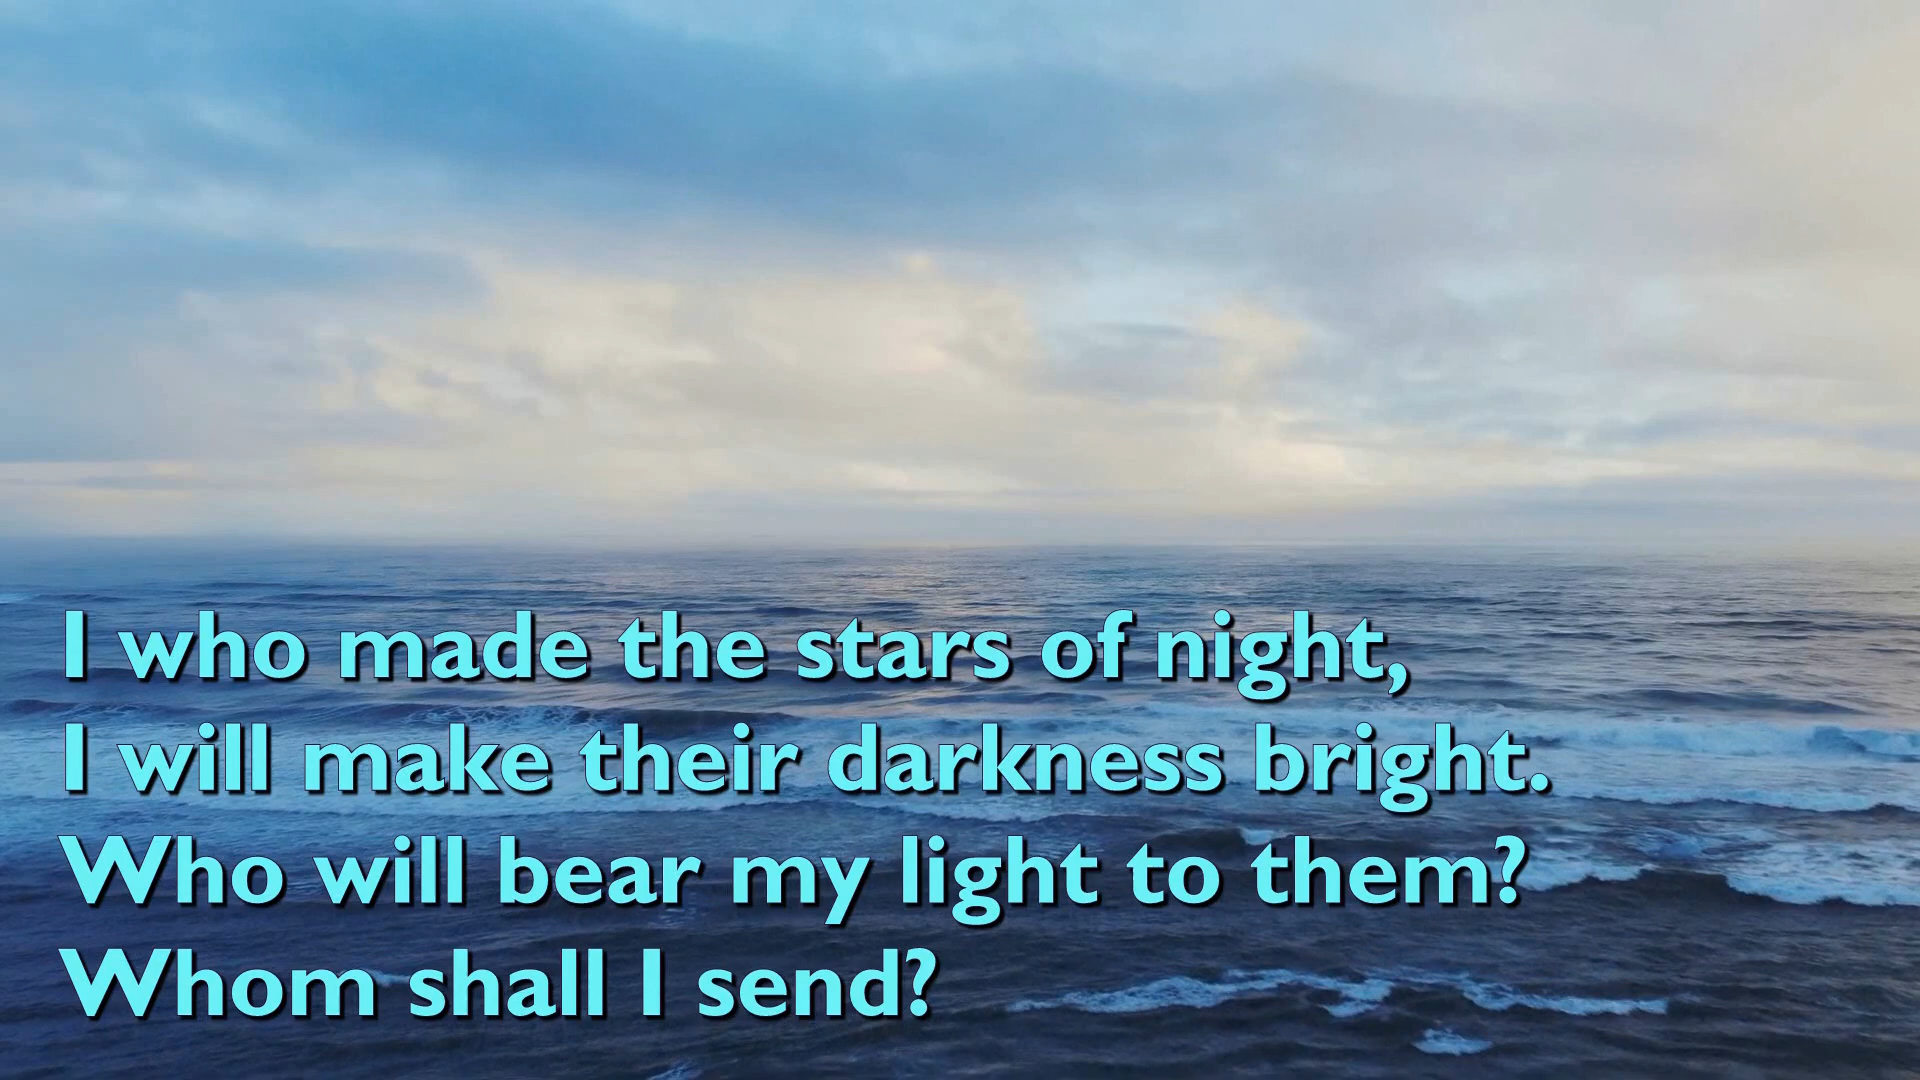 I who made the stars of night,
I will make their darkness bright.
Who will bear my light to them?
Whom shall I send?